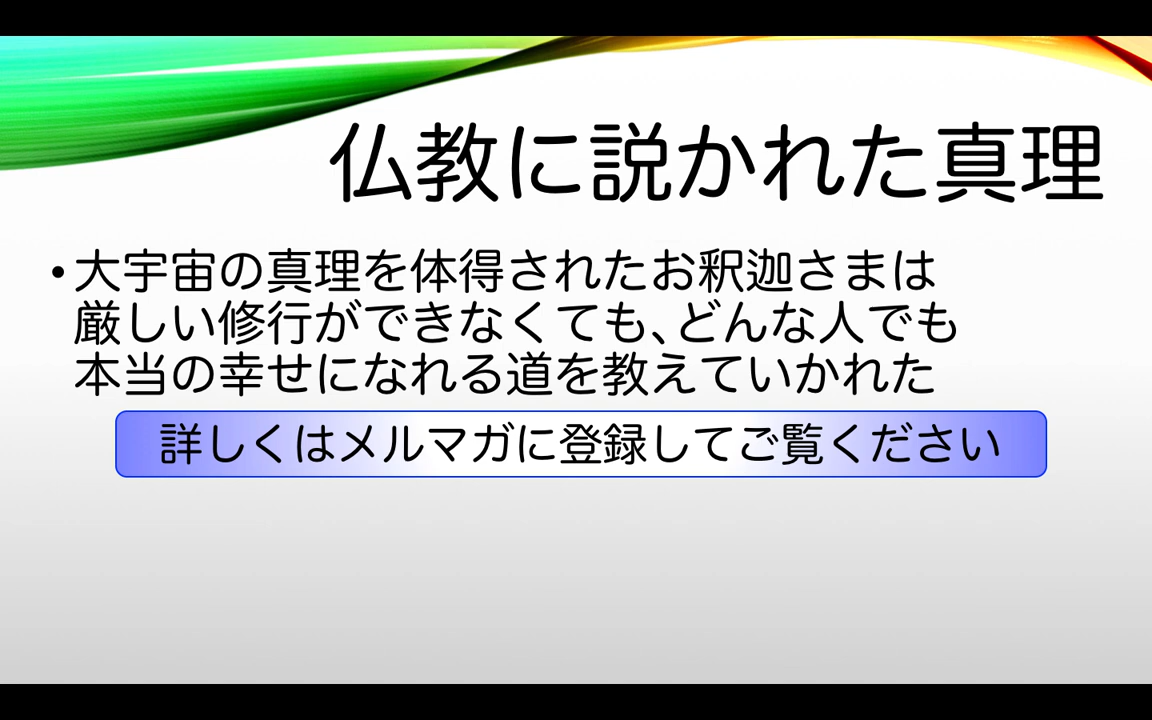 仏教に説かれた真理
•大宇宙の真理を体得されたお釈迦さまは
厳しい修行ができなくても、どんな人でも
本当の幸せになれる道を教えていかれた
詳しくはメルマガに登録してご覧ください